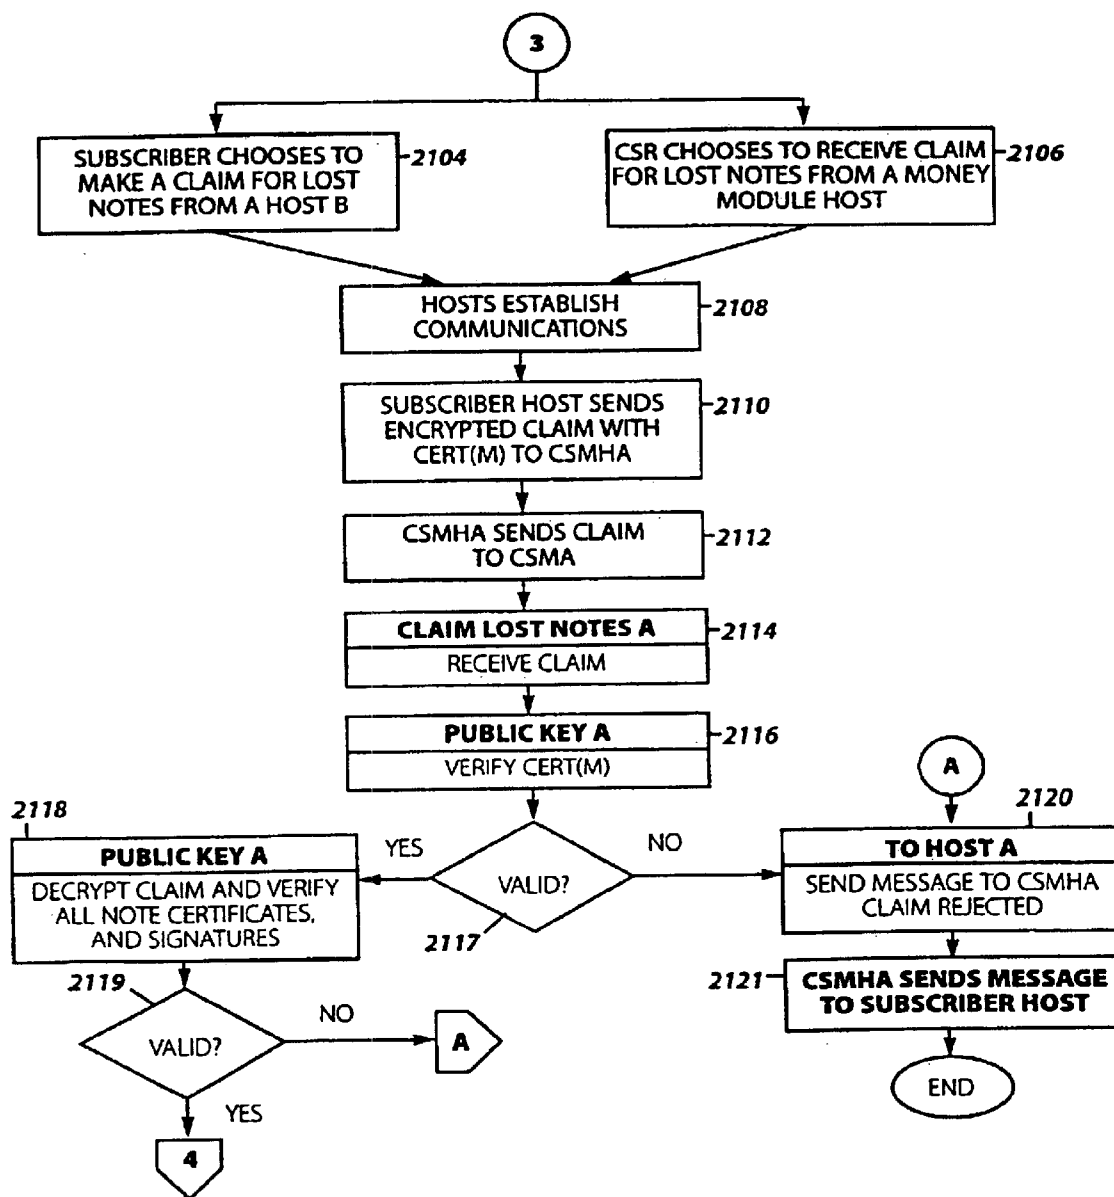 3
SUBSCRIBER CHOOSES TO
MAKE A CLAIM FOR LOST
NOTES FROM A HOST B
2104
CSR CHOOSES TO RECEIVE CLAIM
FOR LOST NOTES FROM A MONEY
MODULE HOST
2106
HOSTS ESTABLISH
COMMUNICATIONS
2108
SUBSCRIBER HOST SENDS
ENCRYPTED CLAIM WITH
CERT(M) TO CSMHA
2110
CSMHA SENDS CLAIM
TO CSMA
2112
CLAIM LOST NOTES A
RECEIVE CLAIM
2114
PUBLIC KEY A
VERIFY CERT(M)
2116
VALID?
2117
YES
NO
2118
PUBLIC KEY A
DECRYPT CLAIM AND VERIFY
ALL NOTE CERTIFICATES,
AND SIGNATURES
A
2120
TO HOST A
SEND MESSAGE TO CSMHA
CLAIM REJECTED
2121
CSMHA SENDS MESSAGE
TO SUBSCRIBER HOST
END
2119
VALID?
NO
A
YES
4